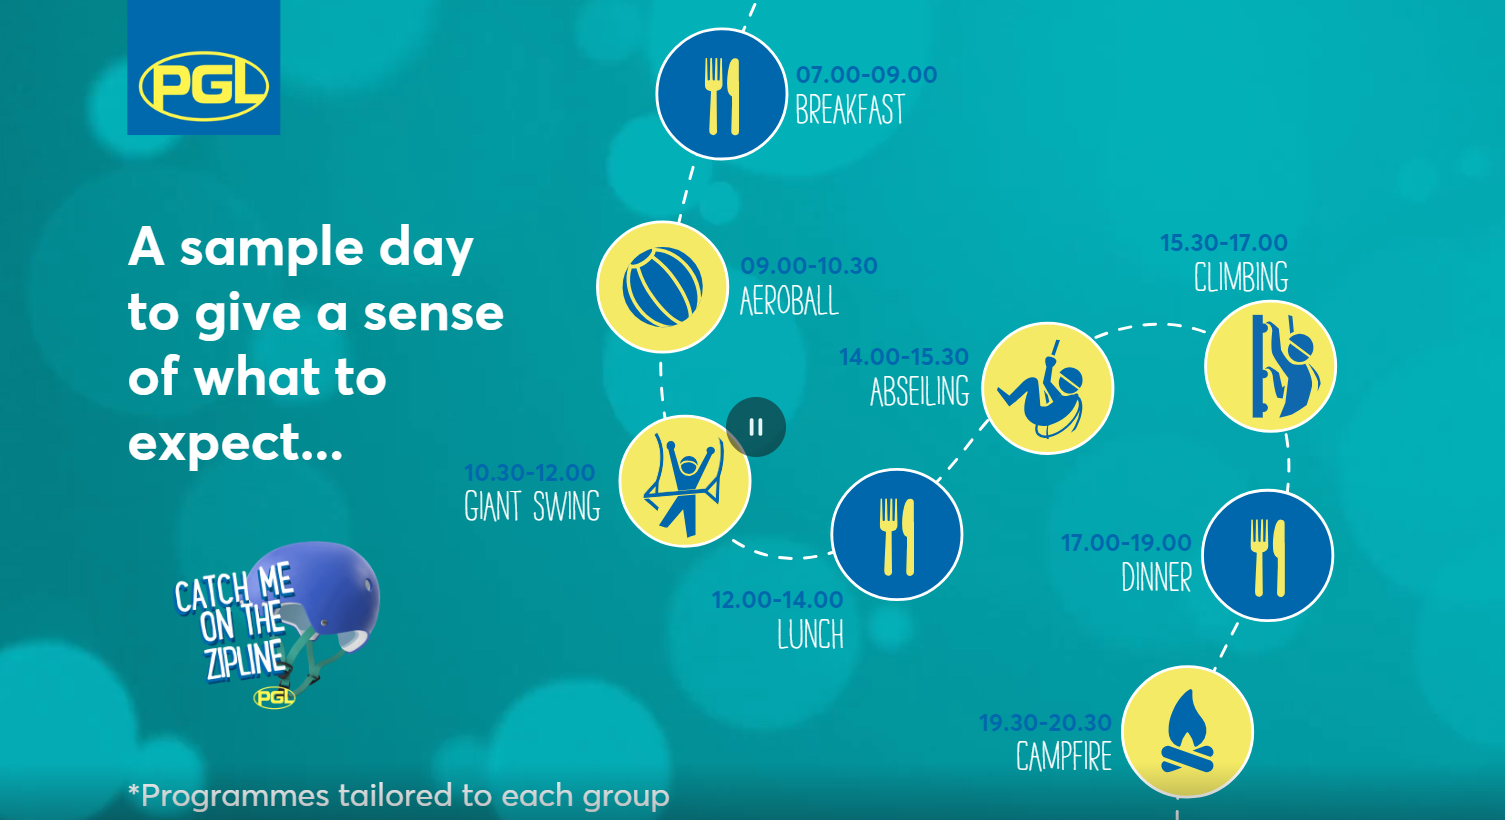 PGL
A sample day
to give a sense
of what to
expect...
07.00-09.00
BREAKFAST
09.00-10.30
AEROBALL
10.30-12.00
GIANT SWING
12.00-14.00
LUNCH
14.00-15.30
ABSEILING
15.30-17.00
CLIMBING
17.00-19.00
DINNER
19.30-20.30
CAMPFIRE
CATCH ME
ON THE
ZIPLINE
PGL
*Programmes tailored to each group